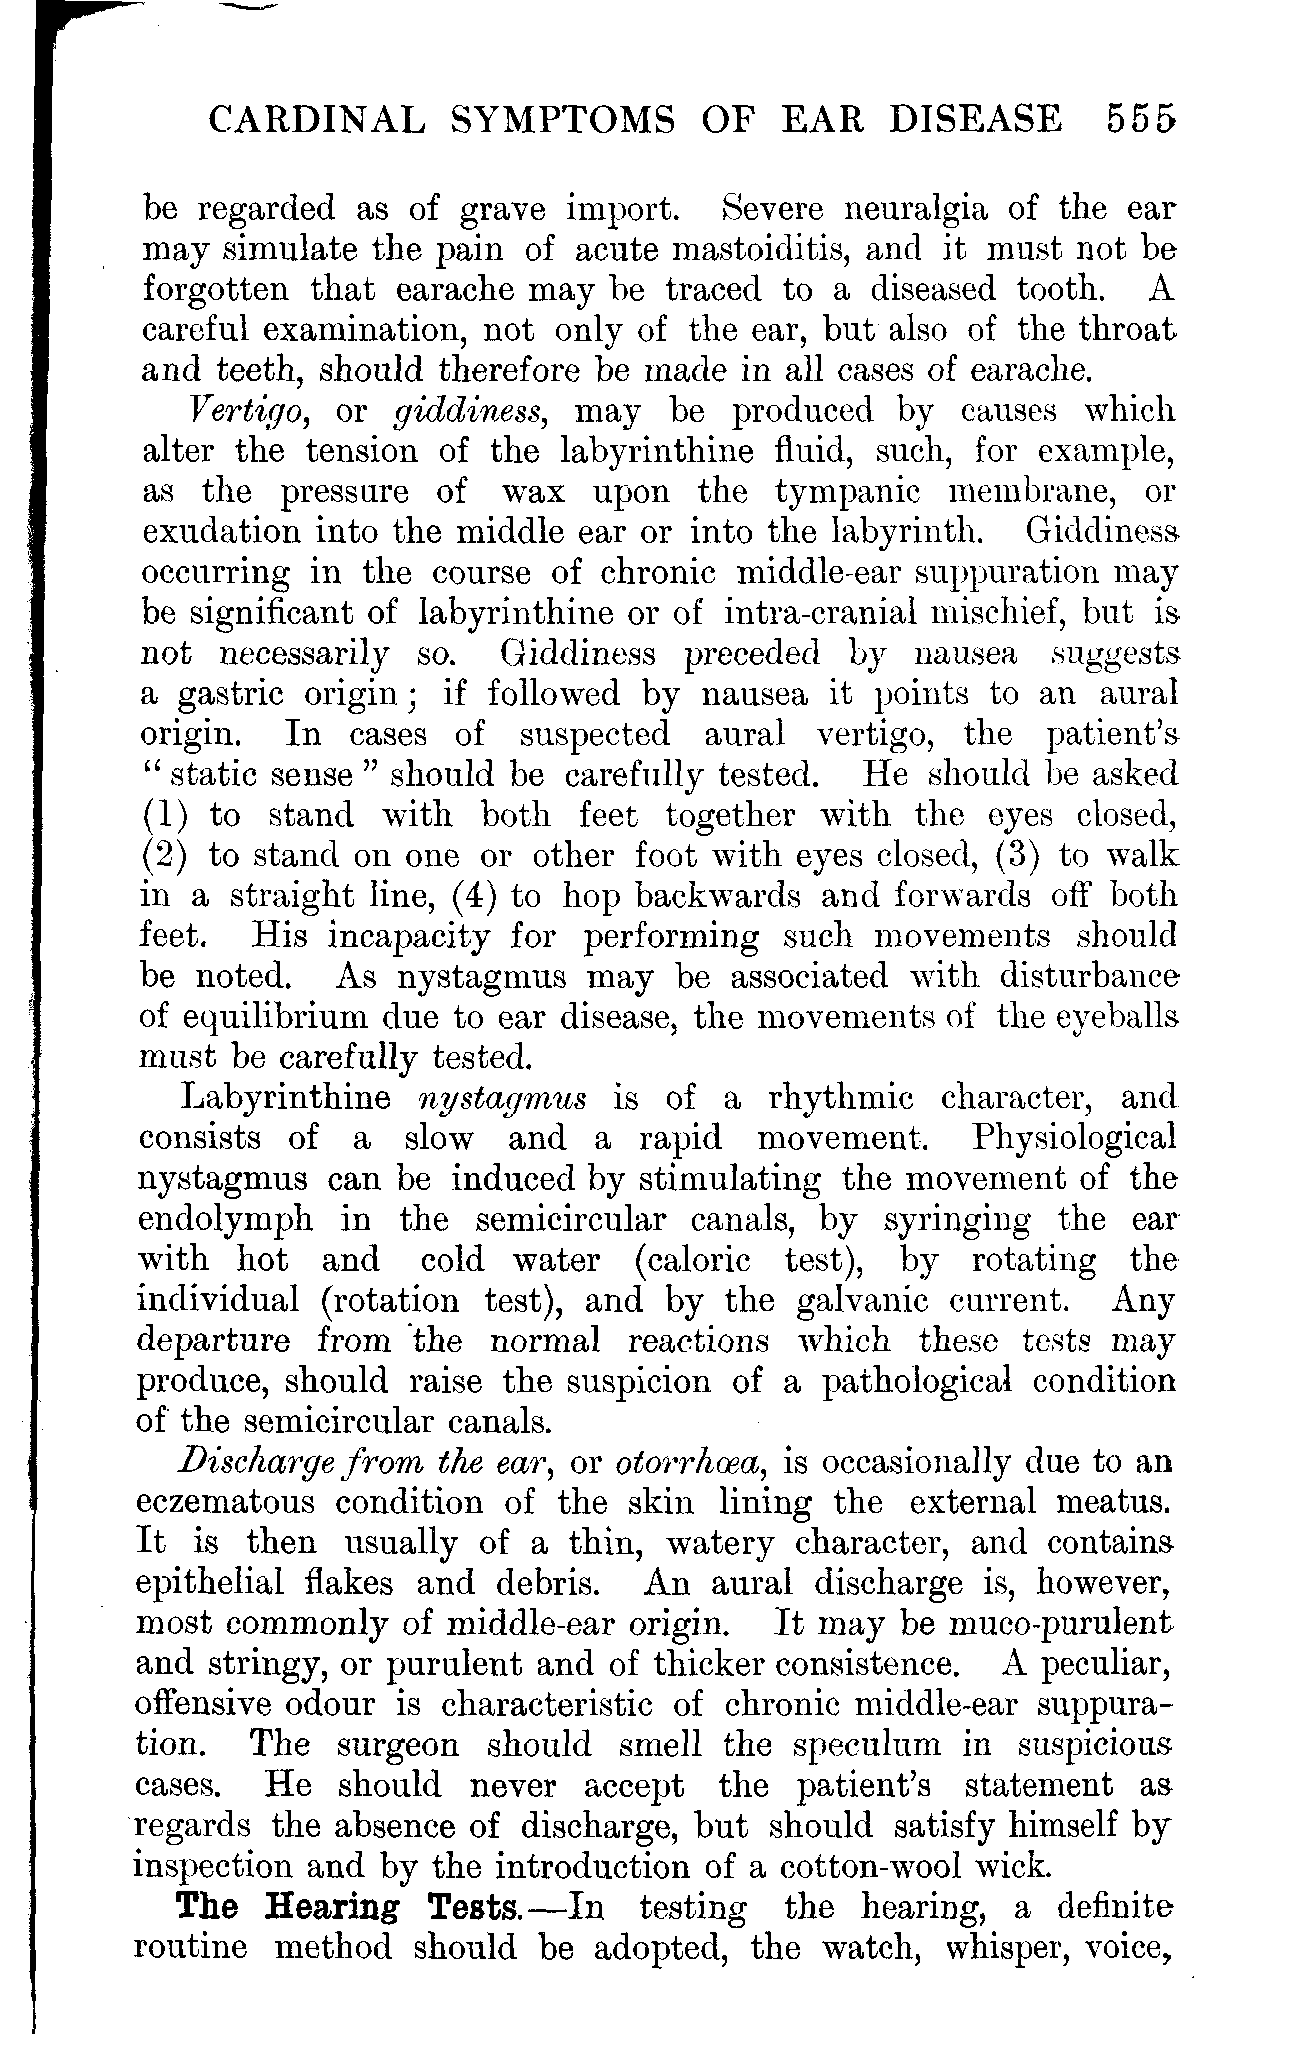 CARDINAL SYMPTOMS OF EAR DISEASE 555
be regarded as of grave import. Severe neuralgia of the ear
may simulate the pain of acute mastoiditis, and it must not be
forgotten that earache may be traced to a diseased tooth. A
careful examination, not only of the ear, but also of the throat
and teeth, should therefore be made in all cases of earache.
Vertigo, or giddiness, may be produced by causes which
alter the tension of the labyrinthine fluid, such, for example,
as the pressure of wax upon the tympanic membrane, or
exudation into the middle ear or into the labyrinth. Giddiness
occurring in the course of chronic middle-ear suppuration may
be significant of labyrinthine or of intra-cranial mischief, but is
not necessarily so. Giddiness preceded by nausea suggests
a gastric origin; if followed by nausea it points to an aural
origin. In cases of suspected aural vertigo, the patient's
"static sense" should be carefully tested. He should be asked
(1) to stand with both feet together with the eyes closed,
(2) to stand on one or other foot with eyes closed, (3) to walk
in a straight line, (4) to hop backwards and forwards off both
feet. His incapacity for performing such movements should
be noted. As nystagmus may be associated with disturbance
of equilibrium due to ear disease, the movements of the eyeballs
must be carefully tested.
Labyrinthine nystagmus is of a rhythmic character, and
consists of a slow and a rapid movement. Physiological
nystagmus can be induced by stimulating the movement of the
endolymph in the semicircular canals, by syringing the ear
with hot and cold water (caloric test), by rotating the
individual (rotation test), and by the galvanic current. Any
departure from the normal reactions which these tests may
produce, should raise the suspicion of a pathological condition
of the semicircular canals.
Discharge from the ear, or otorrhœa, is occasionally due to an
eczematous condition of the skin lining the external meatus.
It is then usually of a thin, watery character, and contains
epithelial flakes and debris. An aural discharge is, however,
most commonly of middle-ear origin. It may be muco-purulent
and stringy, or purulent and of thicker consistence. A peculiar,
offensive odour is characteristic of chronic middle-ear suppura-
tion. The surgeon should smell the speculum in suspicious
cases. He should never accept the patient's statement as
regards the absence of discharge, but should satisfy himself by
inspection and by the introduction of a cotton-wool wick.
The Hearing Tests.—In testing the hearing, a definite
routine method should be adopted, the watch, whisper, voice,